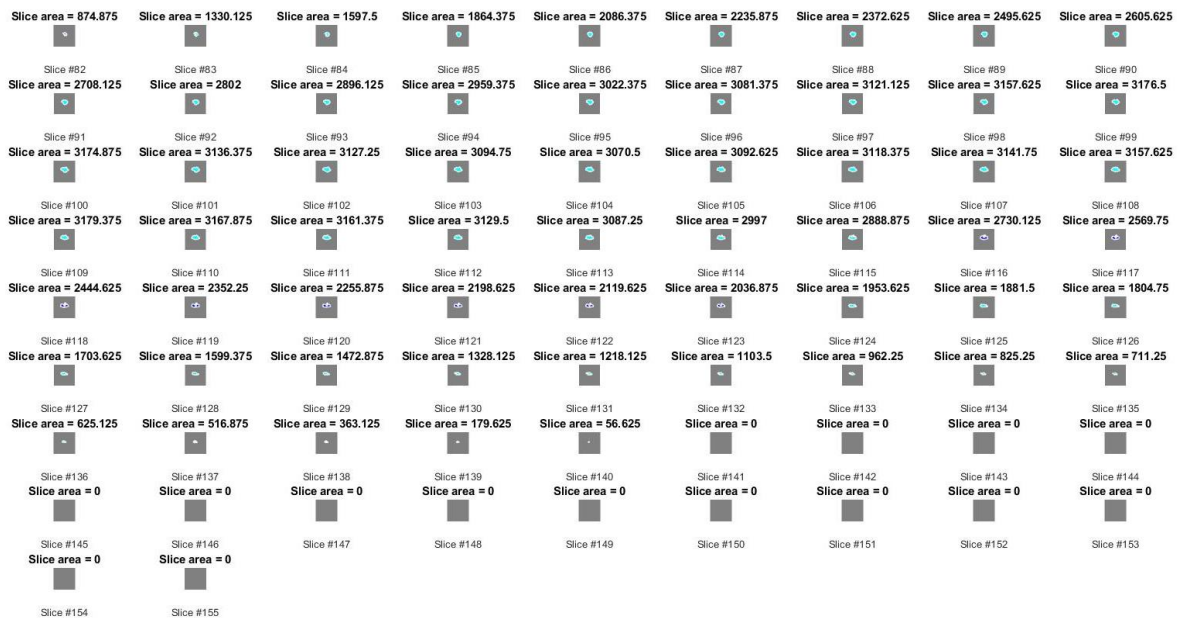 Slice area = 874.875 Slice area = 1330.125 Slice area = 1597.5 Slice area = 1864.375 Slice area = 2086.375 Slice area = 2235.875 Slice area = 2372.625 Slice area = 2495.625 Slice area = 2605.625
Slice #82 Slice #83 Slice #84 Slice #85 Slice #86 Slice #87 Slice #88 Slice #89 Slice #90
Slice area = 2708.125 Slice area = 2802 Slice area = 2896.125 Slice area = 2959.375 Slice area = 3022.375 Slice area = 3081.375 Slice area = 3121.125 Slice area = 3157.625 Slice area = 3176.5
Slice #91 Slice #92 Slice #93 Slice #94 Slice #95 Slice #96 Slice #97 Slice #98 Slice #99
Slice area = 3174.875 Slice area = 3136.375 Slice area = 3127.25 Slice area = 3094.75 Slice area = 3070.5 Slice area = 3092.625 Slice area = 3118.375 Slice area = 3141.75 Slice area = 3157.625
Slice #100 Slice #101 Slice #102 Slice #103 Slice #104 Slice #105 Slice #106 Slice #107 Slice #108
Slice area = 3179.375 Slice area = 3167.875 Slice area = 3161.375 Slice area = 3129.5 Slice area = 3087.25 Slice area = 2997 Slice area = 2888.875 Slice area = 2730.125 Slice area = 2569.75
Slice #109 Slice #110 Slice #111 Slice #112 Slice #113 Slice #114 Slice #115 Slice #116 Slice #117
Slice area = 2444.625 Slice area = 2352.25 Slice area = 2255.875 Slice area = 2198.625 Slice area = 2119.625 Slice area = 2036.875 Slice area = 1953.625 Slice area = 1881.5 Slice area = 1804.75
Slice #118 Slice #119 Slice #120 Slice #121 Slice #122 Slice #123 Slice #124 Slice #125 Slice #126
Slice area = 1703.625 Slice area = 1599.375 Slice area = 1472.875 Slice area = 1328.125 Slice area = 1218.125 Slice area = 1103.5 Slice area = 962.25 Slice area = 825.25 Slice area = 711.25
Slice #127 Slice #128 Slice #129 Slice #130 Slice #131 Slice #132 Slice #133 Slice #134 Slice #135
Slice area = 625.125 Slice area = 516.875 Slice area = 363.125 Slice area = 179.625 Slice area = 56.625 Slice area = 0 Slice area = 0 Slice area = 0 Slice area = 0
Slice #136 Slice #137 Slice #138 Slice #139 Slice #140 Slice #141 Slice #142 Slice #143 Slice #144
Slice area = 0 Slice area = 0 Slice area = 0 Slice area = 0 Slice area = 0 Slice area = 0 Slice area = 0 Slice area = 0 Slice area = 0
Slice #145 Slice #146 Slice #147 Slice #148 Slice #149 Slice #150 Slice #151 Slice #152 Slice #153
Slice area = 0 Slice area = 0
Slice #154 Slice #155